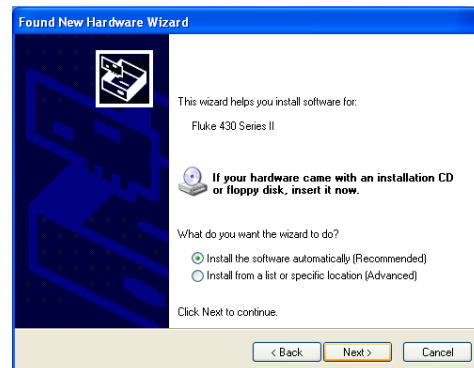 Found New Hardware Wizard
This wizard helps you install software for:
Fluke 430 Series II
If your hardware came with an installation CD
or floppy disk, insert it now.
What do you want the wizard to do?
Install the software automatically (Recommended)
Install from a list or specific location (Advanced)
Click Next to continue.
< Back Next > Cancel